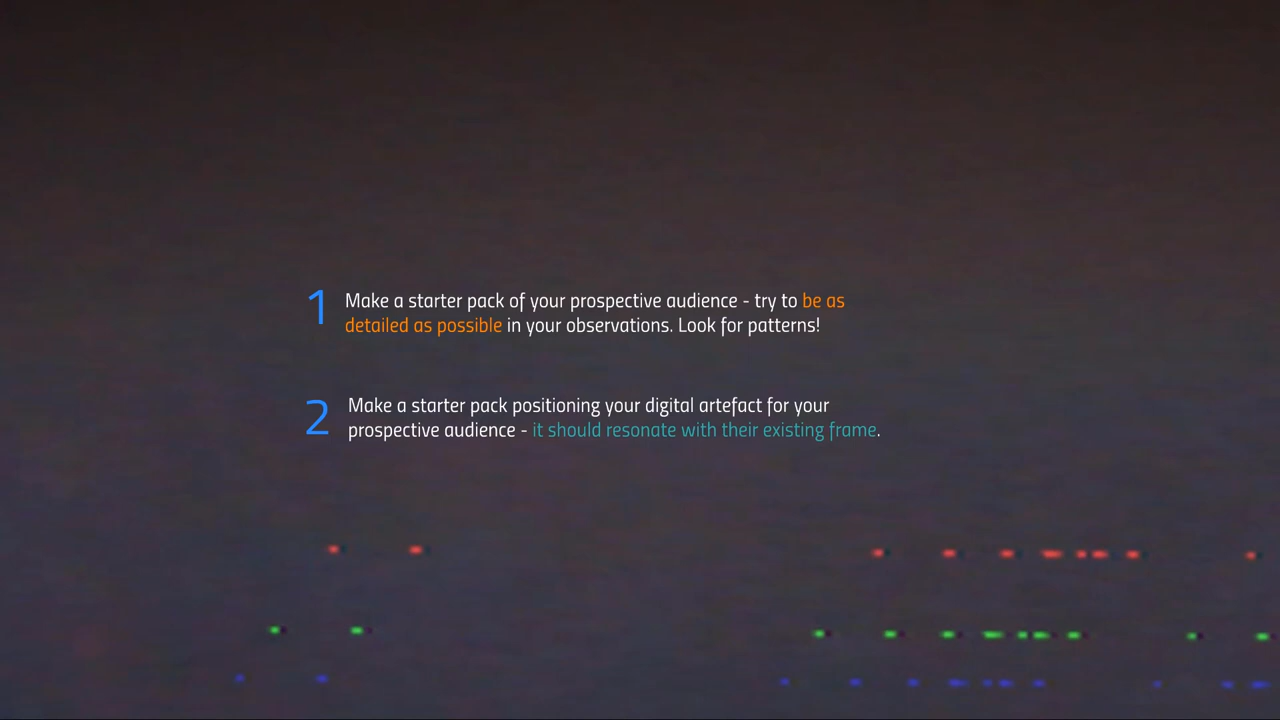 1 Make a starter pack of your prospective audience - try to be as
detailed as possible in your observations. Look for patterns!
2 Make a starter pack positioning your digital artefact for your
prospective audience - it should resonate with their existing frame.